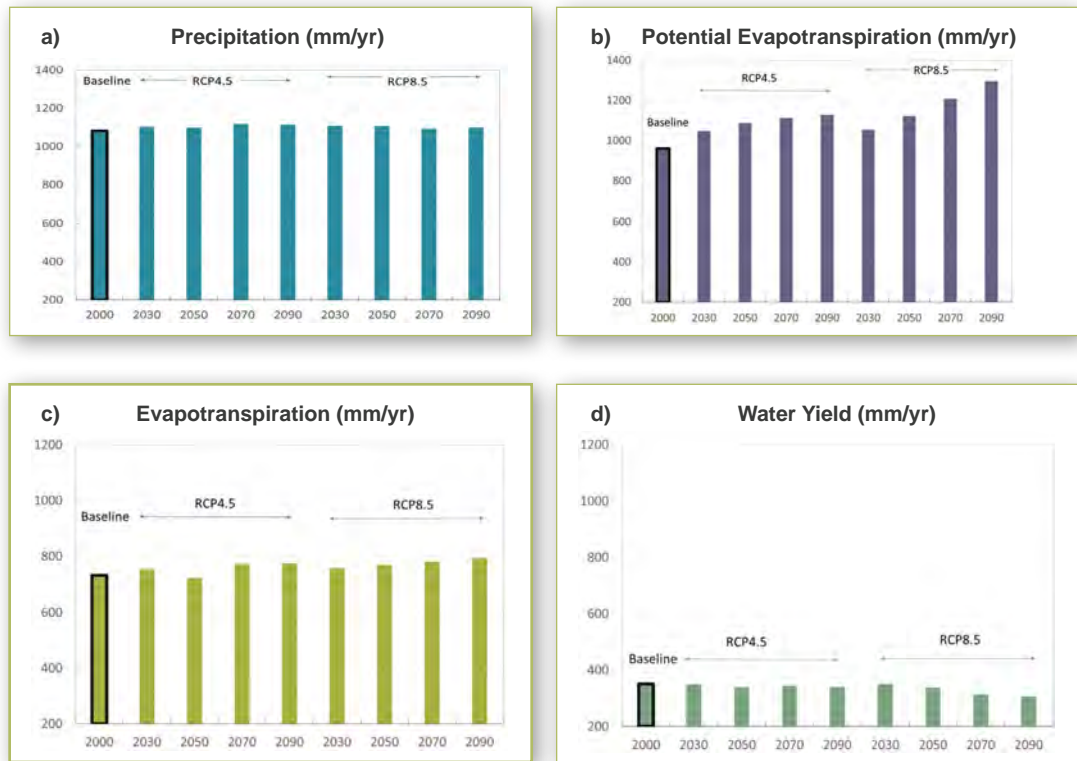 a) Precipitation (mm/yr)
1400
1200
1000
800
600
400
200
Baseline RCP4.5 RCP8.5
2000 2030 2050 2070 2090 2030 2050 2070 2090
b) Potential Evapotranspiration (mm/yr)
1400
1200
1000
800
600
400
200
RCP8.5
RCP4.5
Baseline
2000 2030 2050 2070 2090 2030 2050 2070 2090
c) Evapotranspiration (mm/yr)
1200
1000
800
600
400
200
RCP4.5 RCP8.5
Baseline
2000 2030 2050 2070 2090 2030 2050 2070 2090
d) Water Yield (mm/yr)
1200
1000
800
600
400
200
RCP4.5 RCP8.5
Baseline
2000 2030 2050 2070 2090 2030 2050 2070 2090